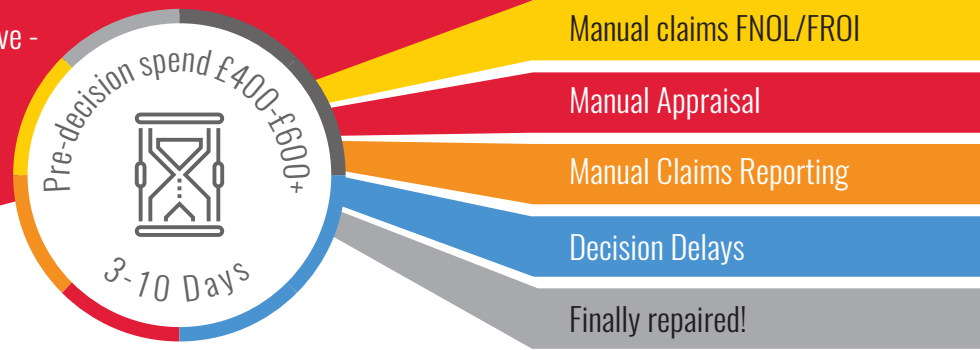 ve -
Pre-decision spend £400-£600+
3-10 Days
Manual claims FNOL/FROI
Manual Appraisal
Manual Claims Reporting
Decision Delays
Finally repaired!